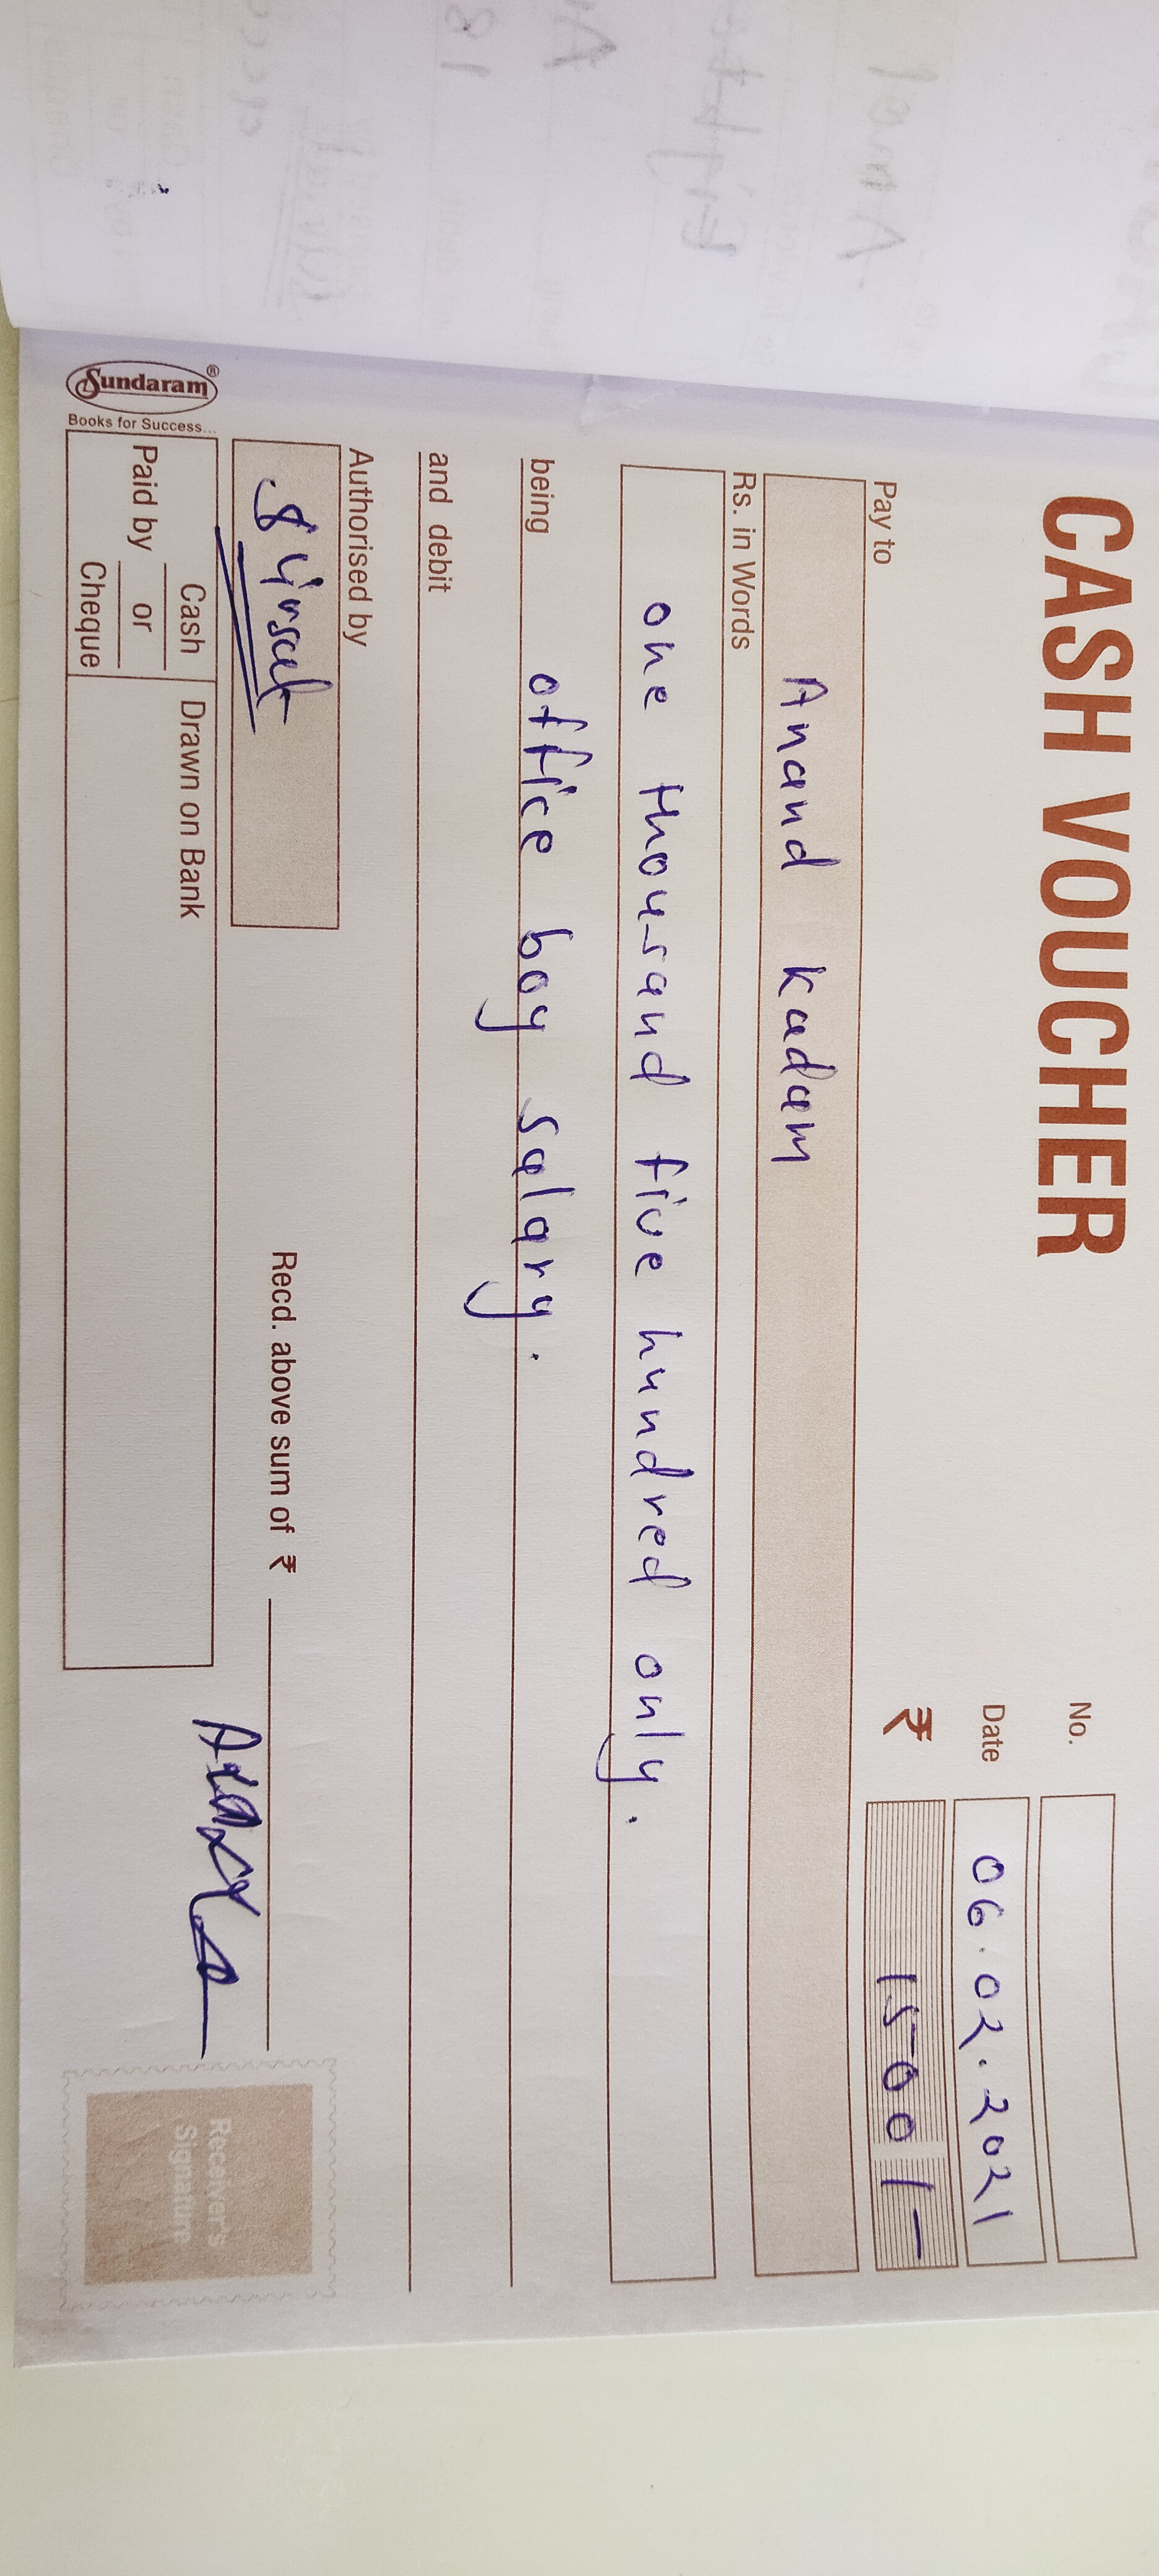 CASH VOUCHER
No.
Date 06.02.2021
₹ 1500/-
Pay to
Anand Kadam
Rs. in Words
one thousand five hundred only.
being office boy salary.
and debit
Authorised by
Recd. above sum of ₹
Receiver's
Signature
Sundaram®
Books for Success...
Paid by Cash or Cheque
Drawn on Bank